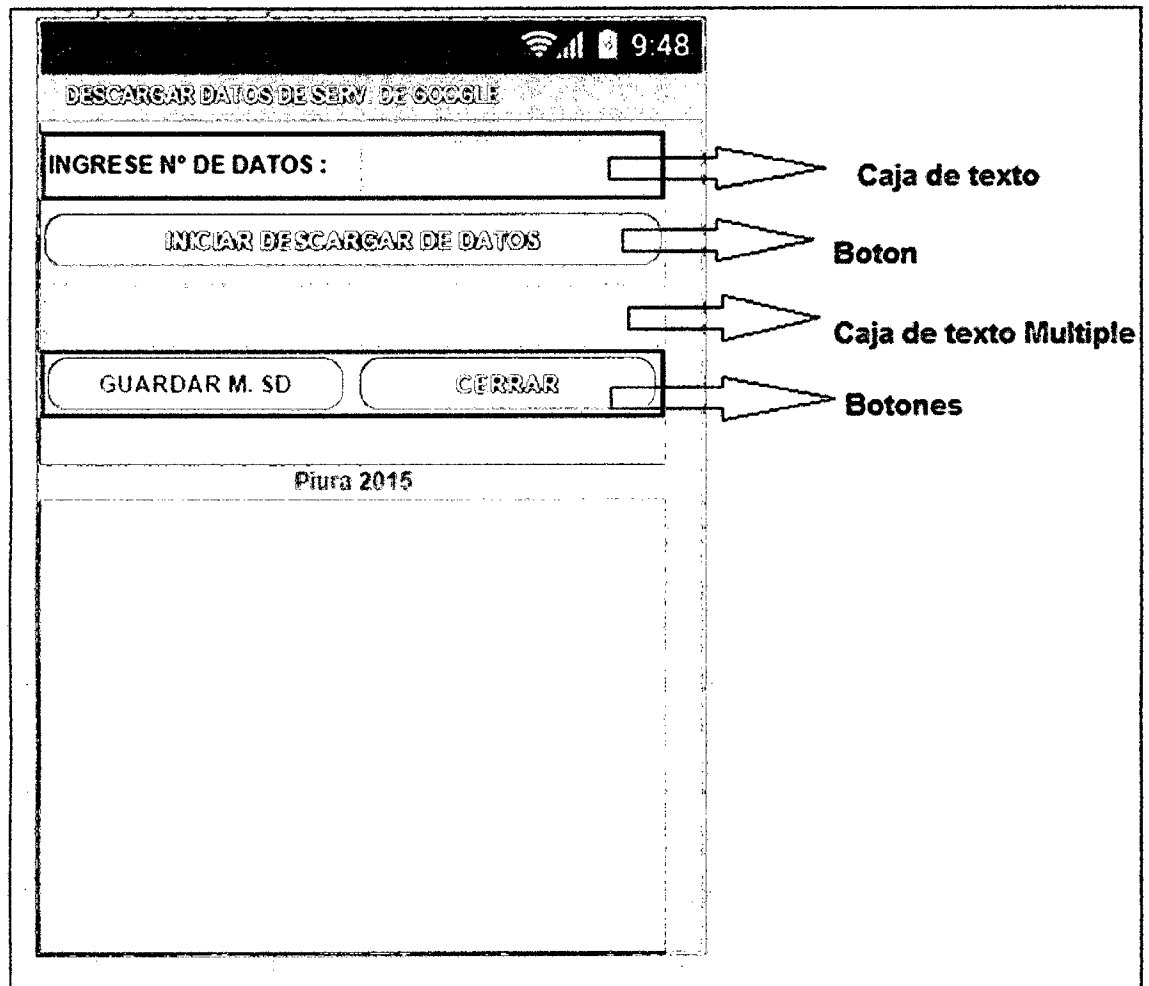 9:48
DESCARGAR DATOS DE SERV. DE GOOGLE
INGRESE Nº DE DATOS :
Caja de texto
INICIAR DESCARGAR DE DATOS
Boton
Caja de texto Multiple
GUARDAR M. SD
CERRAR
Botones
Piura 2015